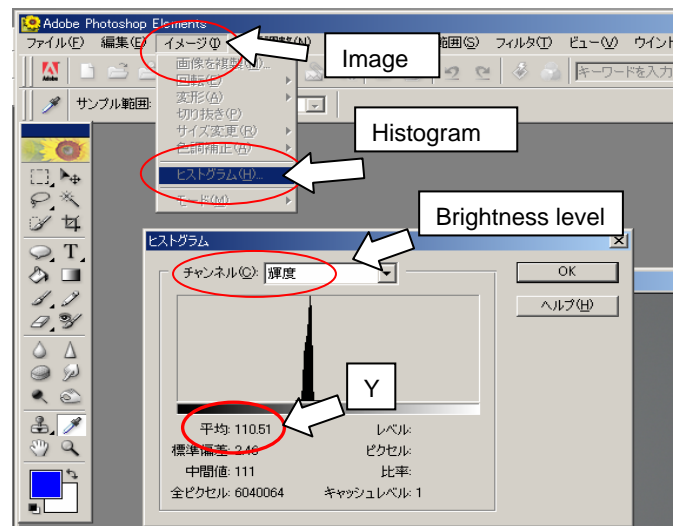 Adobe Photoshop Elements
ファイル(F) 編集(E) イメージ(I) フィルタ(T) ビュー(V) ウイント
Image
画像を複製
回転(E)
変形(A)
切り抜き(P)
サイズ変更(R)
色調補正(A)
ヒストグラム(H)...
モード(M)
Adobe
キーワードを入力
サンプル範囲:
Histogram
Brightness level
ヒストグラム
チャンネル(C): 輝度
OK
ヘルプ(H)
Y
平均: 110.51 レベル:
標準偏差: 2.46 ピクセル:
中間値: 111 比率:
全ピクセル: 6040064 キャッシュレベル: 1
T